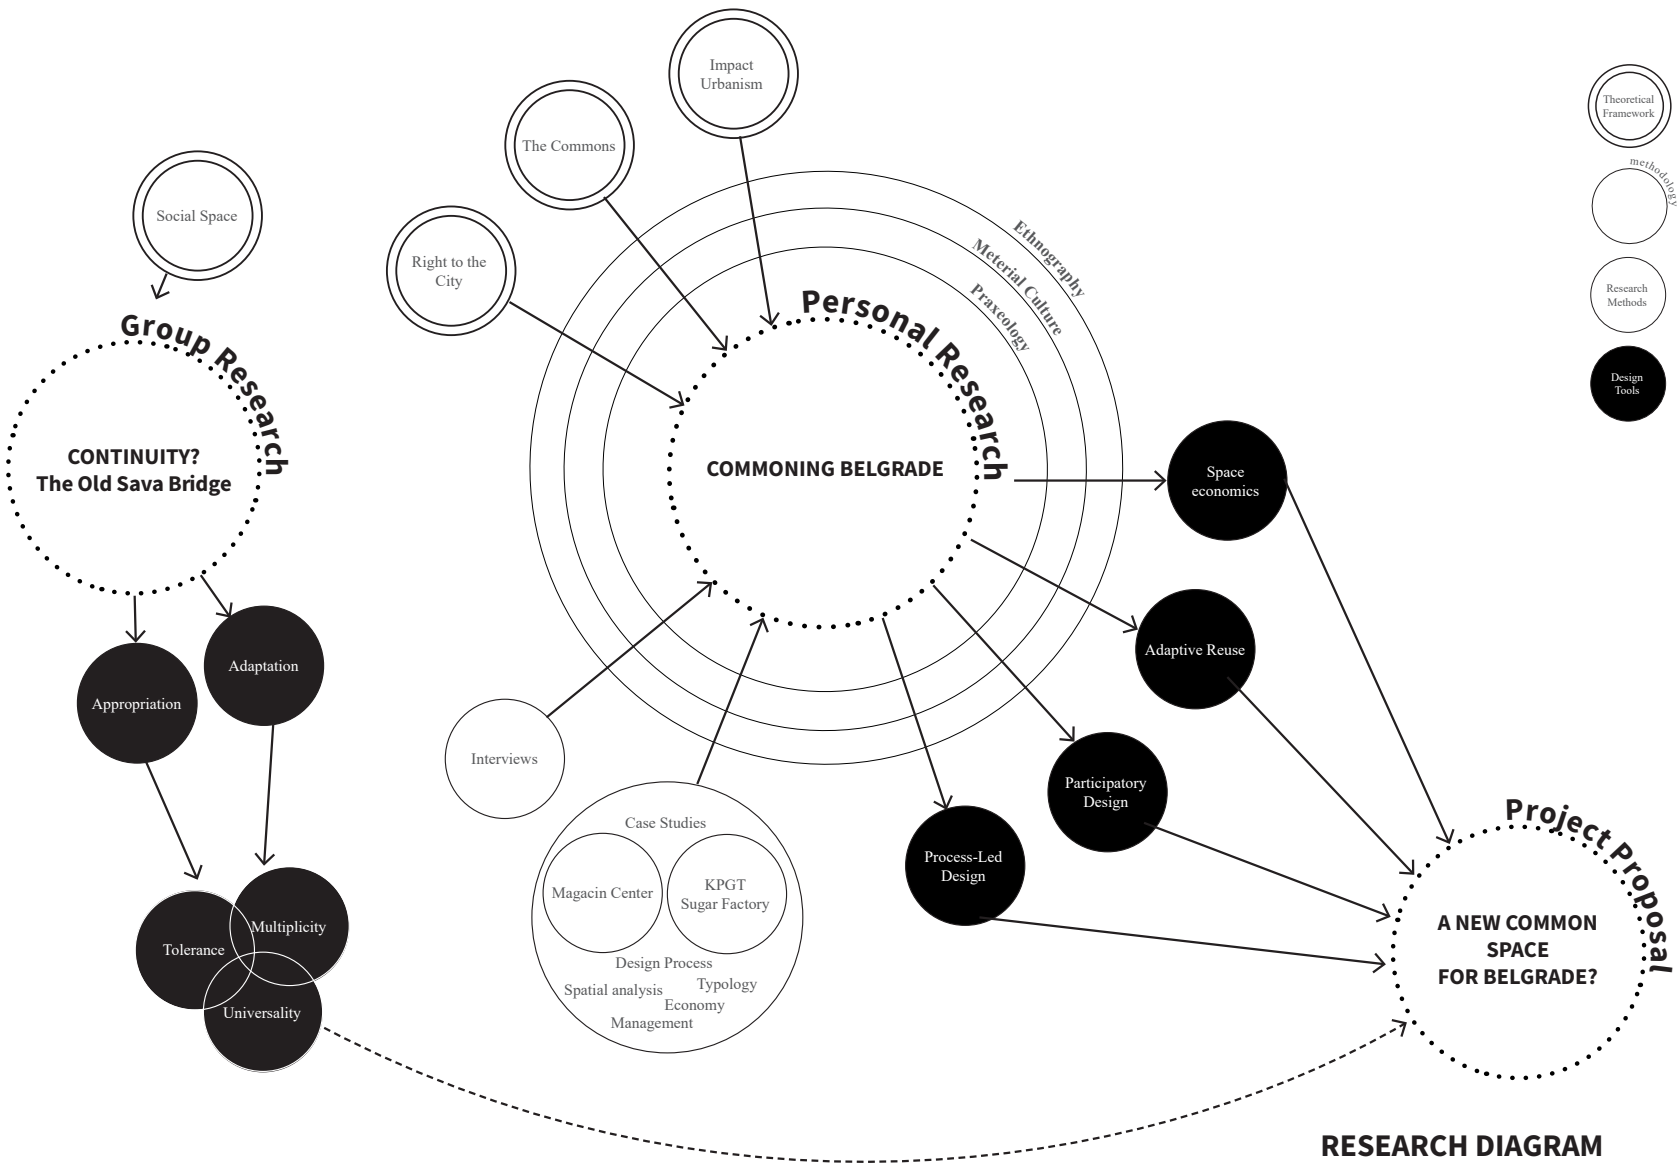 Impact
Urbanism
The Commons
Social Space
Right to the
City
Theoretical
Framework
methodology
Research
Methods
Design
Tools
Group Research
CONTINUITY?
The Old Sava Bridge
Ethnography
Meterial Culture
Praxeology
Personal Research
COMMONING BELGRADE
Space
economics
Adaptive Reuse
Participatory
Design
Process-Led
Design
Appropriation
Adaptation
Tolerance
Multiplicity
Universality
Interviews
Case Studies
Magacin Center
KPGT
Sugar Factory
Design Process
Spatial analysis
Typology
Economy
Management
Project Proposal
A NEW COMMON
SPACE
FOR BELGRADE?
RESEARCH DIAGRAM